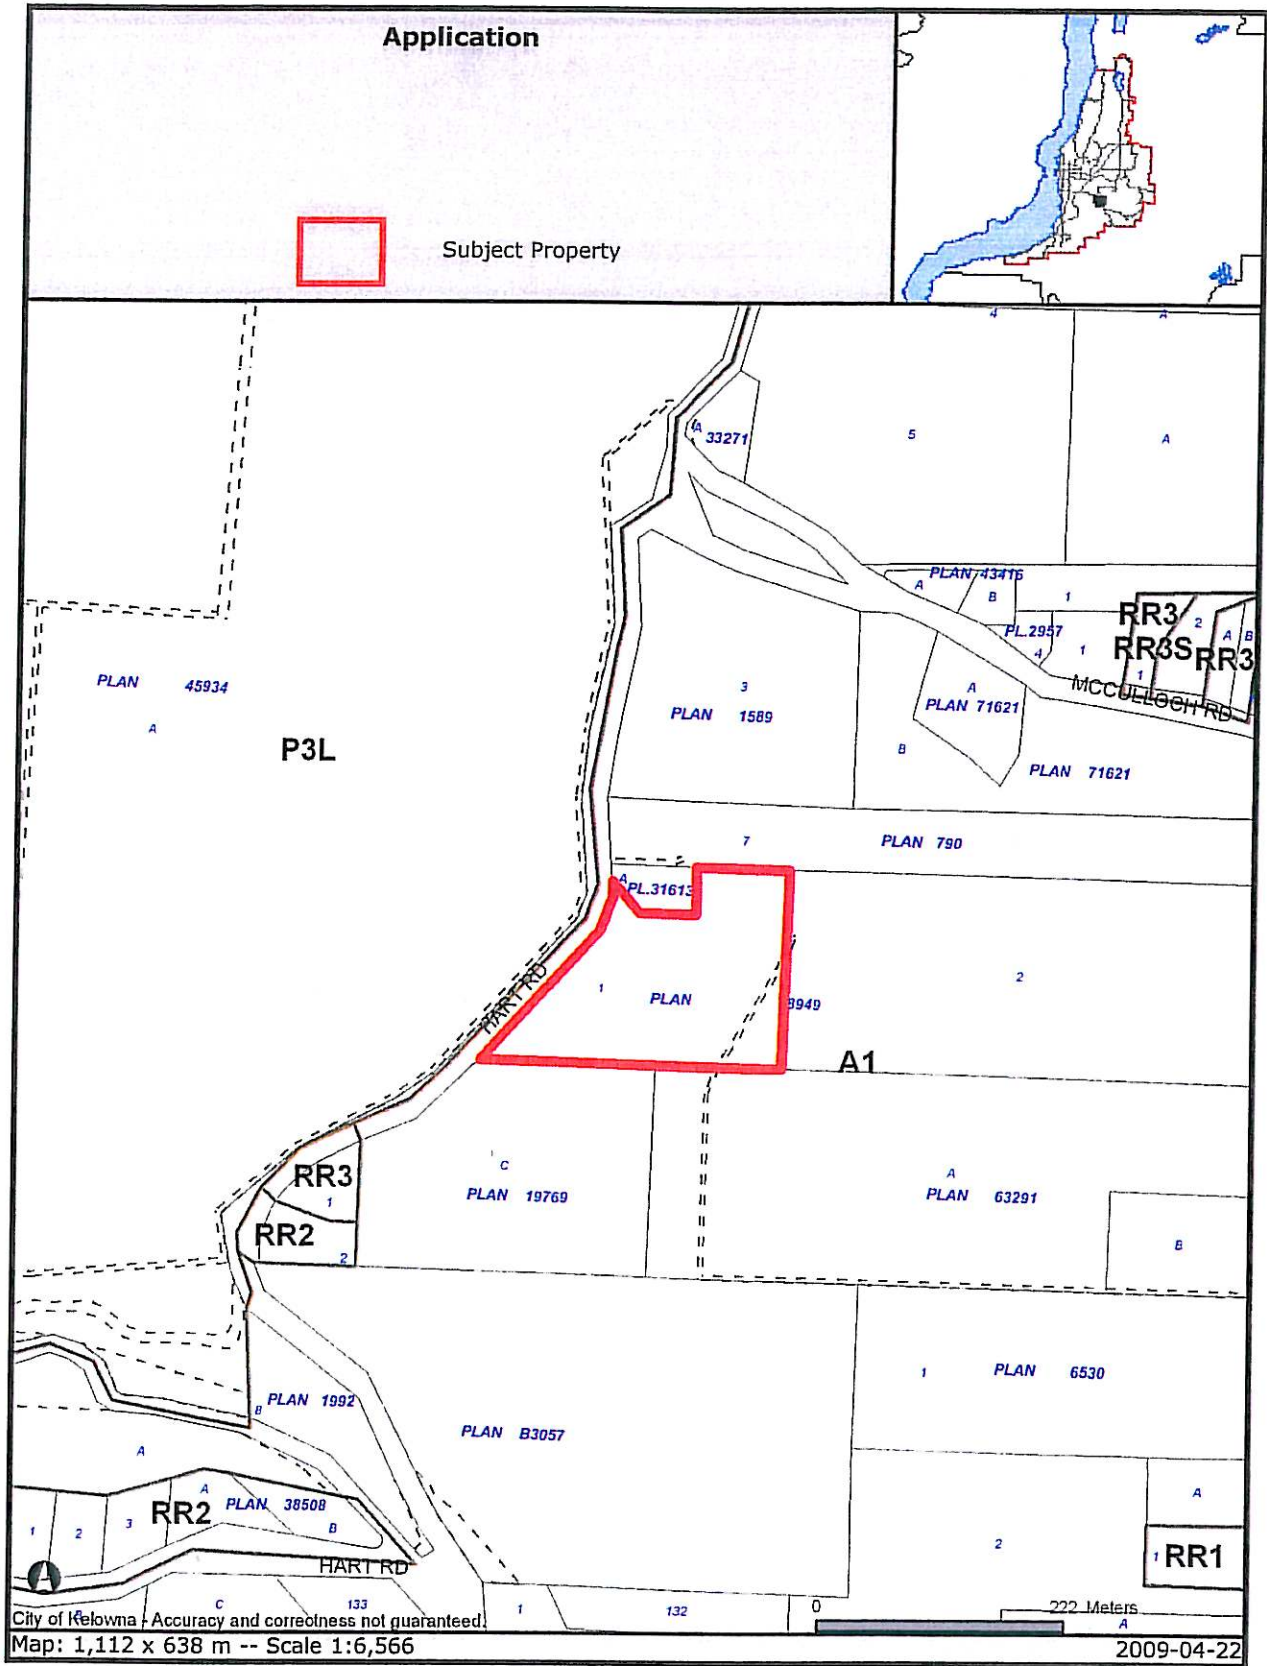 Application
Subject Property
4 A
A 33271 5 A
PLAN 43416
A B 1
RR3 2 A B
PL.2957
4 1 RR3S RR3
1
MCCULLOCH RD
PLAN 45934
A
P3L
3
PLAN 1589
A
PLAN 71621
B
PLAN 71621
7 PLAN 790
A
PL.31613
HART RD
1 PLAN 8949
2
A1
RR3
1
RR2
2
C
PLAN 19769
A
PLAN 63291
B
1 PLAN 6530
B PLAN 1992
PLAN B3057
A
A
RR2 PLAN 38508
1 2 3 B
HART RD
2
A
1 RR1
B C 133 1 132
0 222 Meters
A
City of Kelowna - Accuracy and correctness not guaranteed.
Map: 1,112 x 638 m -- Scale 1:6,566
2009-04-22